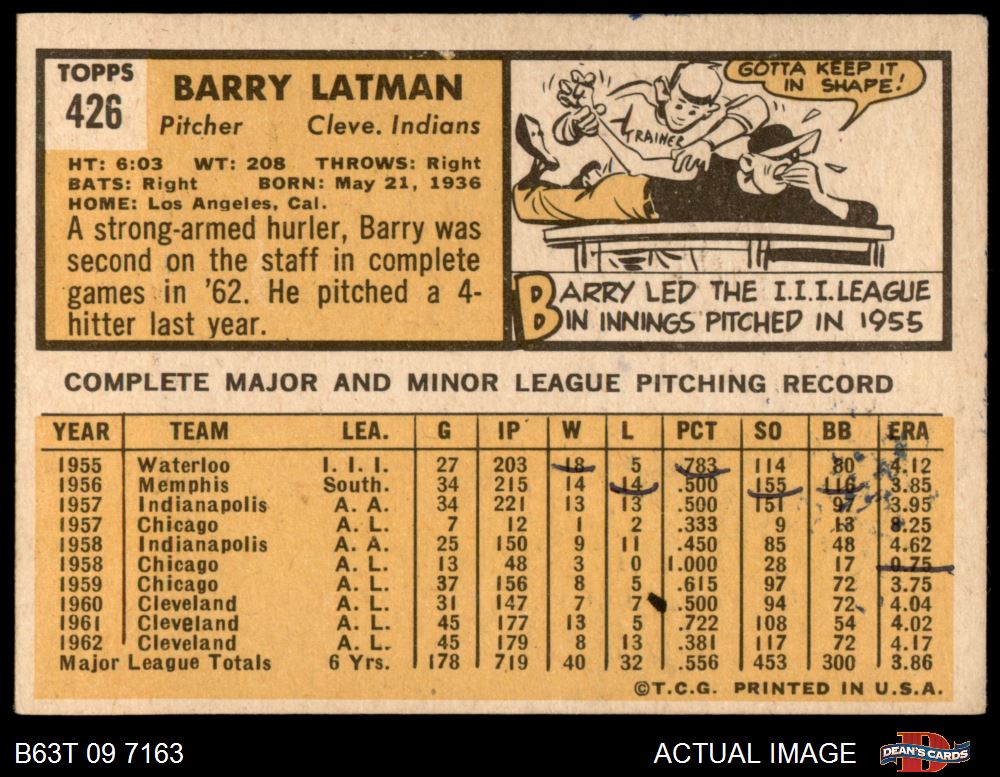 TOPPS
426
BARRY LATMAN
Pitcher Cleve. Indians
HT: 6:03 WT: 208 THROWS: Right
BATS: Right BORN: May 21, 1936
HOME: Los Angeles, Cal.
A strong-armed hurler, Barry was
second on the staff in complete
games in '62. He pitched a 4-
hitter last year.
GOTTA KEEP IT
IN SHAPE!
TRAINER
BARRY LED THE I.I.I. LEAGUE
IN INNINGS PITCHED IN 1955
COMPLETE MAJOR AND MINOR LEAGUE PITCHING RECORD
YEAR TEAM LEA. G IP W L PCT SO BB ERA
1955 Waterloo I. I. I. 27 203 18 5 .783 114 80 4.12
1956 Memphis South. 34 215 14 14 .500 155 116 3.85
1957 Indianapolis A. A. 34 221 13 13 .500 151 97 3.95
1957 Chicago A. L. 7 12 1 2 .333 9 13 8.25
1958 Indianapolis A. A. 25 150 9 11 .450 85 48 4.62
1958 Chicago A. L. 13 48 3 0 1.000 28 17 0.75
1959 Chicago A. L. 37 156 8 5 .615 97 72 3.75
1960 Cleveland A. L. 31 147 7 7 .500 94 72 4.04
1961 Cleveland A. L. 45 177 13 5 .722 108 54 4.02
1962 Cleveland A. L. 45 179 8 13 .381 117 72 4.17
Major League Totals 6 Yrs. 178 719 40 32 .556 453 300 3.86
©T.C.G. PRINTED IN U.S.A.
B63T 09 7163 ACTUAL IMAGE
DEAN'S CARDS